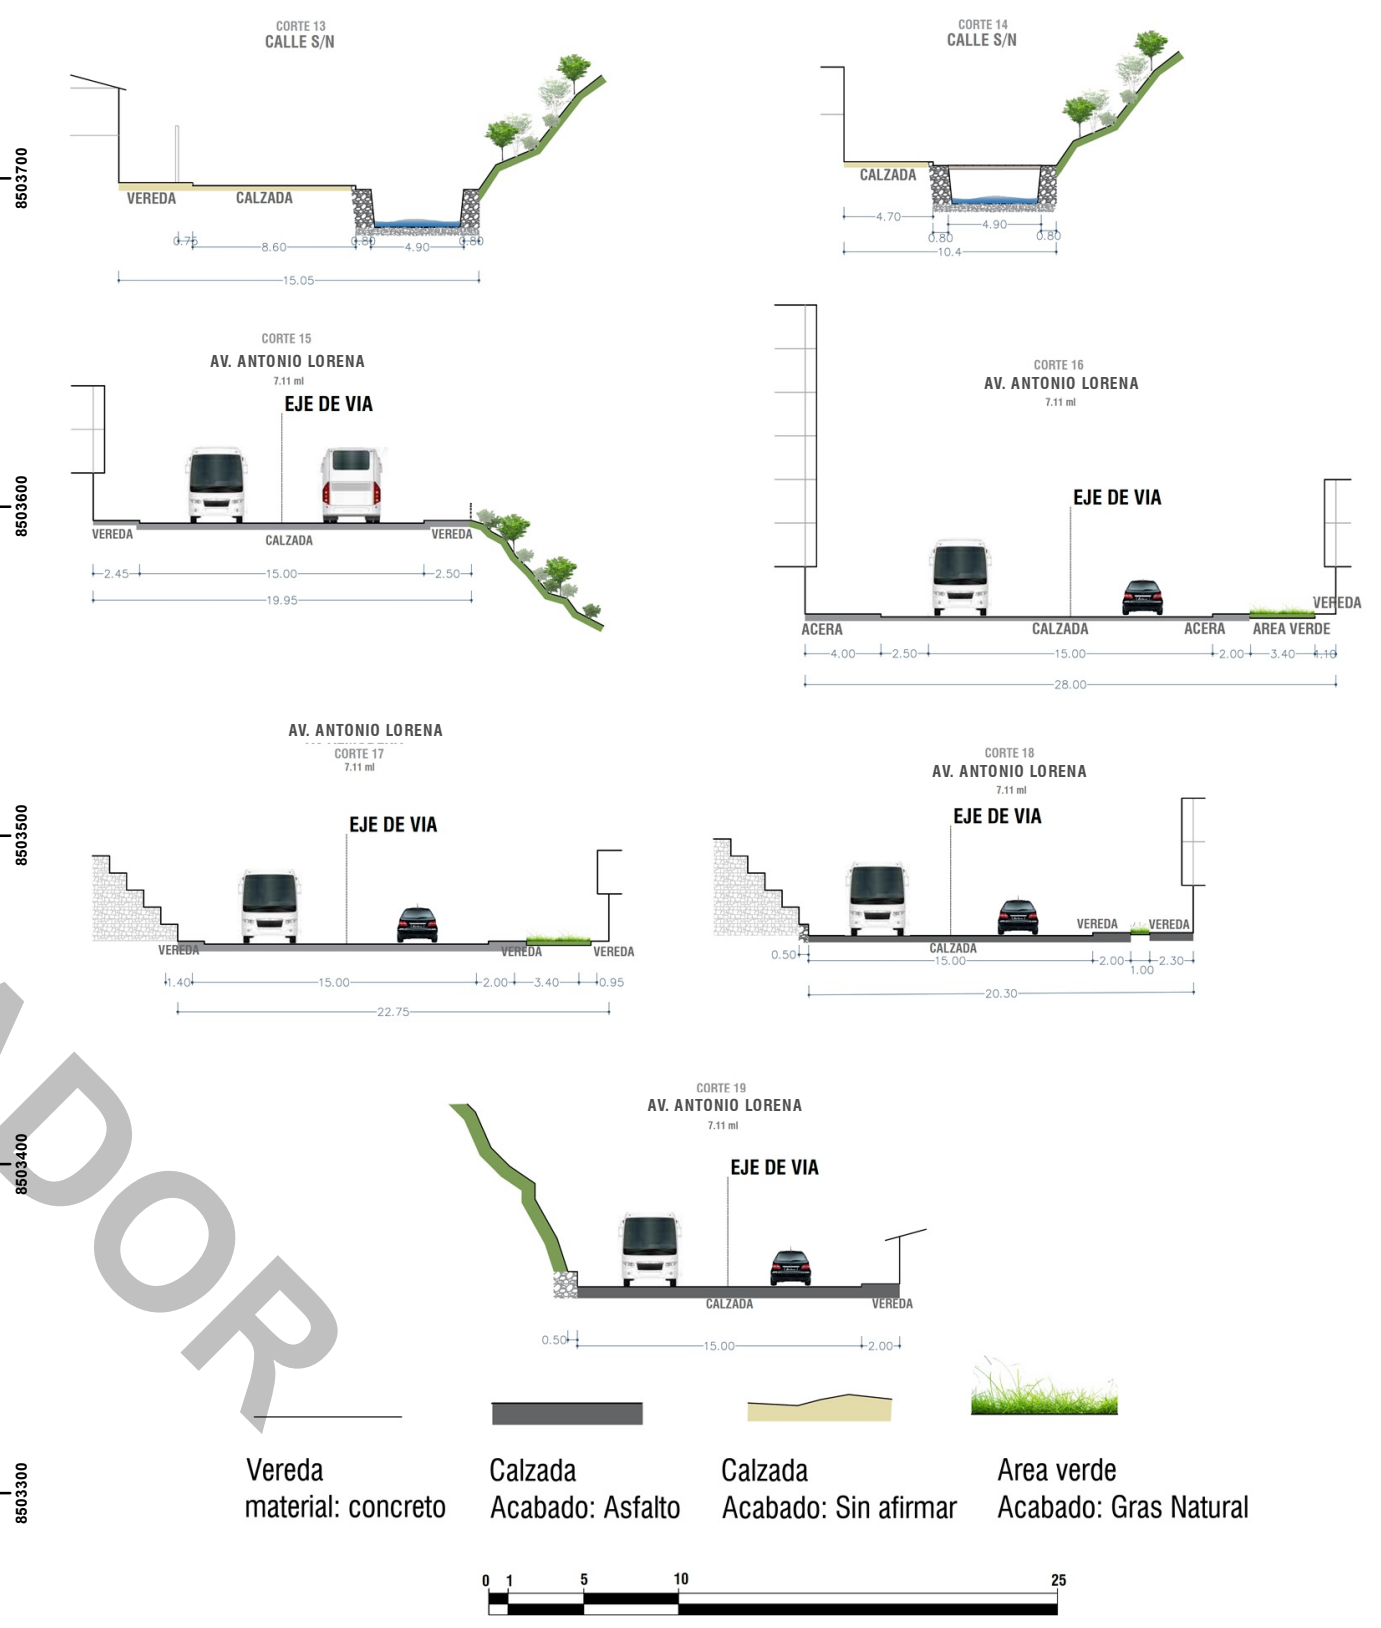 CORTE 13
CALLE S/N
VEREDA
CALZADA
0.75
8.60
0.80
4.90
0.80
15.05
CORTE 14
CALLE S/N
CALZADA
4.70
4.90
0.80
0.80
10.4
8503700
CORTE 15
AV. ANTONIO LORENA
7.11 ml
EJE DE VIA
VEREDA
CALZADA
VEREDA
2.45
15.00
2.50
19.95
8503600
CORTE 16
AV. ANTONIO LORENA
7.11 ml
EJE DE VIA
VEREDA
ACERA
CALZADA
ACERA
AREA VERDE
4.00
2.50
15.00
2.00
3.40
1.10
28.00
AV. ANTONIO LORENA
CORTE 17
7.11 ml
EJE DE VIA
VEREDA
VEREDA
VEREDA
1.40
15.00
2.00
3.40
0.95
22.75
8503500
CORTE 18
AV. ANTONIO LORENA
7.11 ml
EJE DE VIA
VEREDA
VEREDA
CALZADA
0.50
15.00
2.00
1.00
2.30
20.30
CORTE 19
AV. ANTONIO LORENA
7.11 ml
EJE DE VIA
CALZADA
VEREDA
0.50
15.00
2.00
8503400
ADOR
Vereda
material: concreto
Calzada
Acabado: Asfalto
Calzada
Acabado: Sin afirmar
Area verde
Acabado: Gras Natural
8503300
0 1 5 10 25